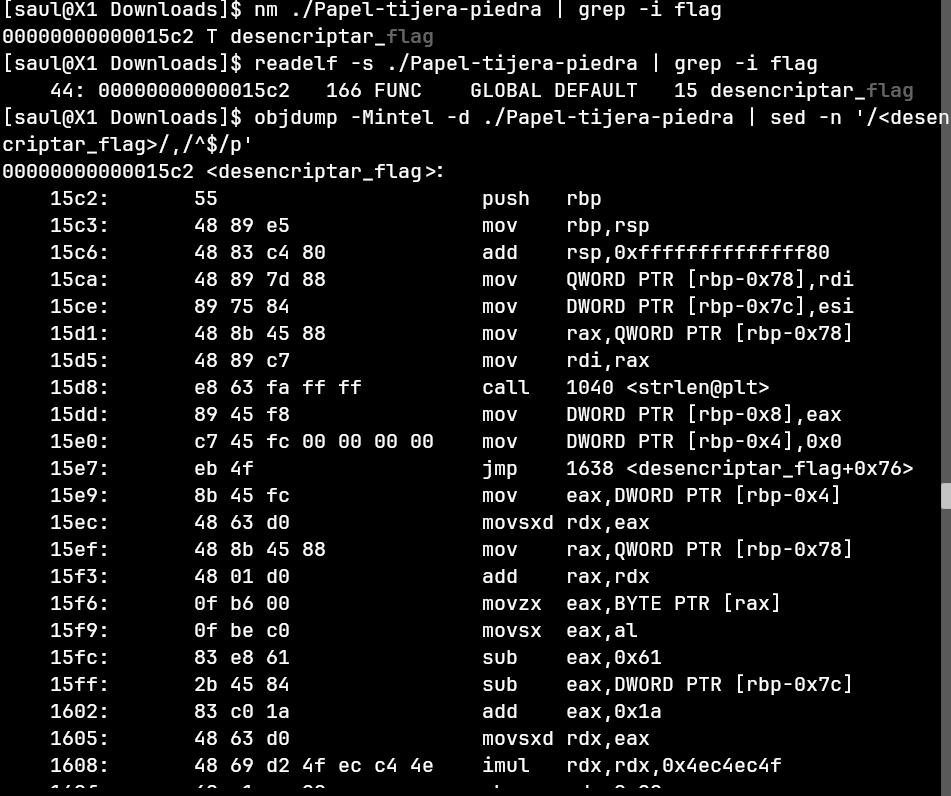 [saul@X1 Downloads]$ nm ./Papel-tijera-piedra | grep -i flag
00000000000015c2 T desencriptar_flag
[saul@X1 Downloads]$ readelf -s ./Papel-tijera-piedra | grep -i flag
    44: 00000000000015c2   166 FUNC    GLOBAL DEFAULT   15 desencriptar_flag
[saul@X1 Downloads]$ objdump -Mintel -d ./Papel-tijera-piedra | sed -n '/<desen
criptar_flag>/,/^$/p'
00000000000015c2 <desencriptar_flag>:
    15c2:       55                      push   rbp
    15c3:       48 89 e5                mov    rbp,rsp
    15c6:       48 83 c4 80             add    rsp,0xffffffffffffff80
    15ca:       48 89 7d 88             mov    QWORD PTR [rbp-0x78],rdi
    15ce:       89 75 84                mov    DWORD PTR [rbp-0x7c],esi
    15d1:       48 8b 45 88             mov    rax,QWORD PTR [rbp-0x78]
    15d5:       48 89 c7                mov    rdi,rax
    15d8:       e8 63 fa ff ff          call   1040 <strlen@plt>
    15dd:       89 45 f8                mov    DWORD PTR [rbp-0x8],eax
    15e0:       c7 45 fc 00 00 00 00    mov    DWORD PTR [rbp-0x4],0x0
    15e7:       eb 4f                   jmp    1638 <desencriptar_flag+0x76>
    15e9:       8b 45 fc                mov    eax,DWORD PTR [rbp-0x4]
    15ec:       48 63 d0                movsxd rdx,eax
    15ef:       48 8b 45 88             mov    rax,QWORD PTR [rbp-0x78]
    15f3:       48 01 d0                add    rax,rdx
    15f6:       0f b6 00                movzx  eax,BYTE PTR [rax]
    15f9:       0f be c0                movsx  eax,al
    15fc:       83 e8 61                sub    eax,0x61
    15ff:       2b 45 84                sub    eax,DWORD PTR [rbp-0x7c]
    1602:       83 c0 1a                add    eax,0x1a
    1605:       48 63 d0                movsxd rdx,eax
    1608:       48 69 d2 4f ec c4 4e    imul   rdx,rdx,0x4ec4ec4f